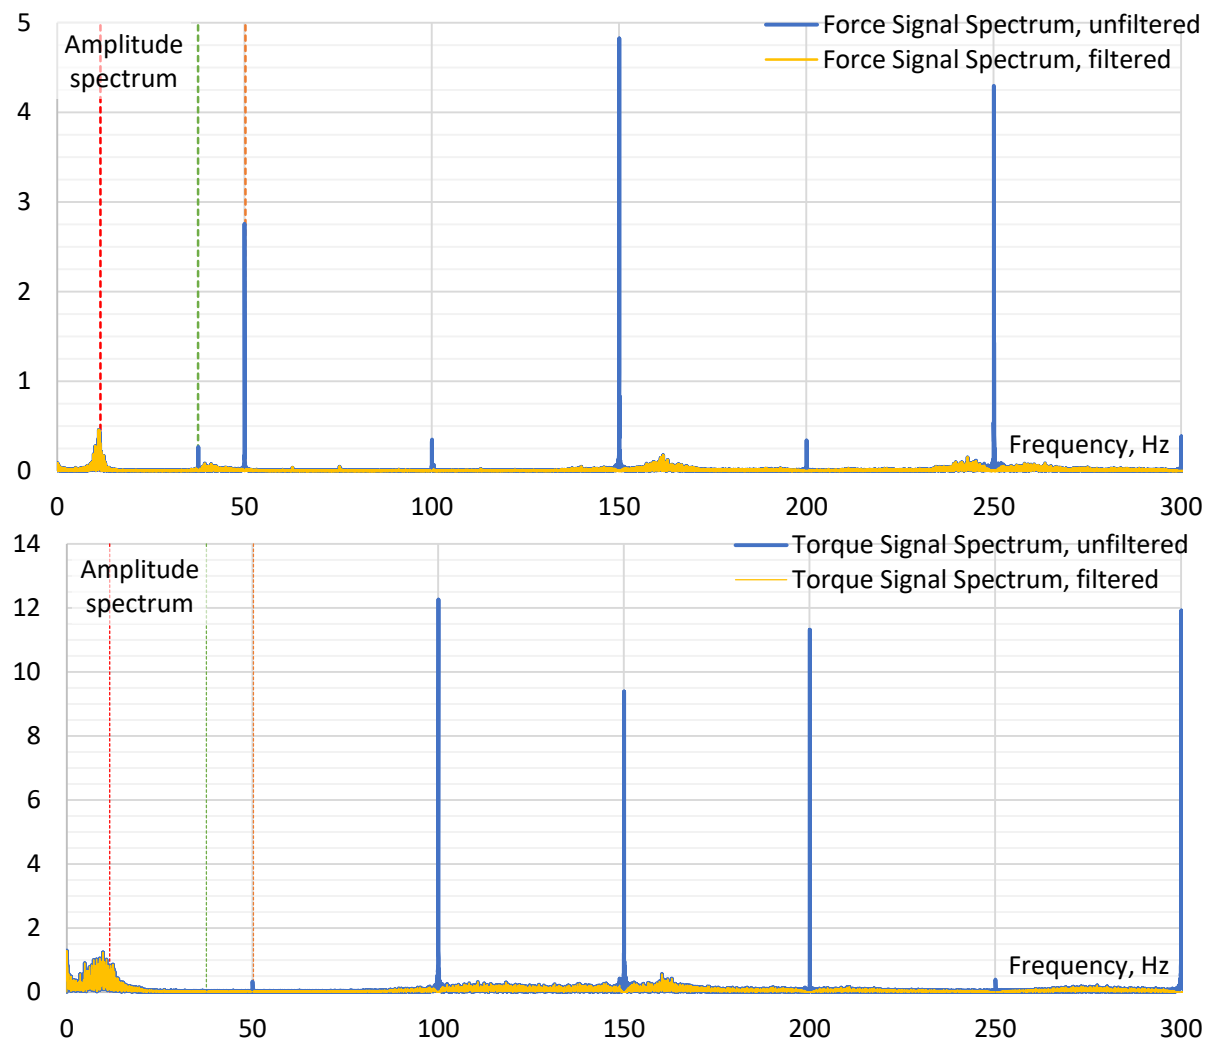 5
Force Signal Spectrum, unfiltered
Amplitude
spectrum
Force Signal Spectrum, filtered
4
3
2
1
Frequency, Hz
0
0 50 100 150 200 250 300
14
Torque Signal Spectrum, unfiltered
Amplitude
spectrum
Torque Signal Spectrum, filtered
12
10
8
6
4
2
Frequency, Hz
0
0 50 100 150 200 250 300